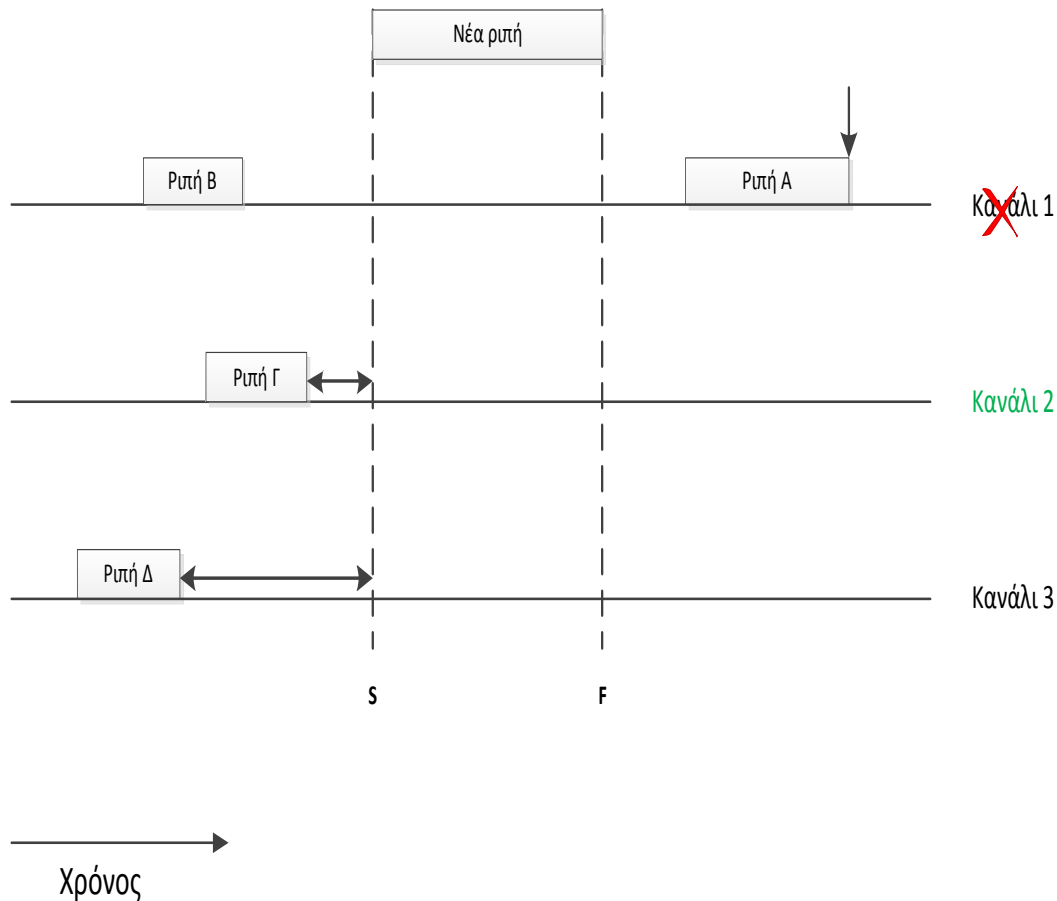 Νέα ριπή
Ριπή Β
Ριπή Α
Κανάλι 1
Ριπή Γ
Κανάλι 2
Ριπή Δ
Κανάλι 3
S
F
Χρόνος